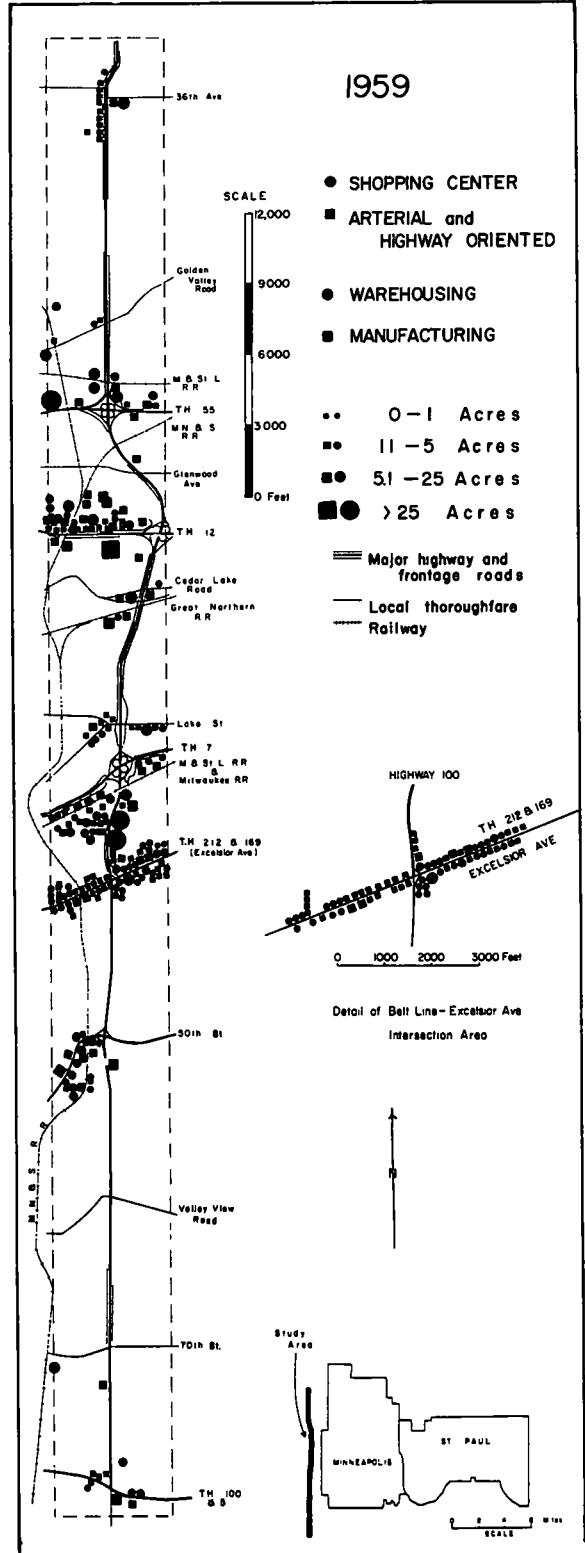 1959
36th Ave
SHOPPING CENTER
SCALE
12,000
ARTERIAL and
HIGHWAY ORIENTED
Golden
Valley
Road
9000
WAREHOUSING
6000
MANUFACTURING
M & St L
R R
TH 55
M N & S
R R
3000
0-1 Acres
1.1-5 Acres
Glenwood
Ave
5.1-25 Acres
0 Feet
>25 Acres
TH 12
Major highway and
frontage roads
Cedar Lake
Road
Great Northern
R R
Local thoroughfare
Railway
Lake St
TH 7
M & St L RR
&
Milwaukee RR
HIGHWAY 100
TH 212 & 169
EXCELSIOR AVE
T.H 212 & 169
(Excelsior Ave)
0 1000 2000 3000 Feet
Detail of Belt Line-Excelsior Ave
Intersection Area
50th St
N
M N & S R R
Valley View
Road
70th St.
Study
Area
MINNEAPOLIS
ST PAUL
TH 100
& 5
0 2 4 6 Miles
SCALE